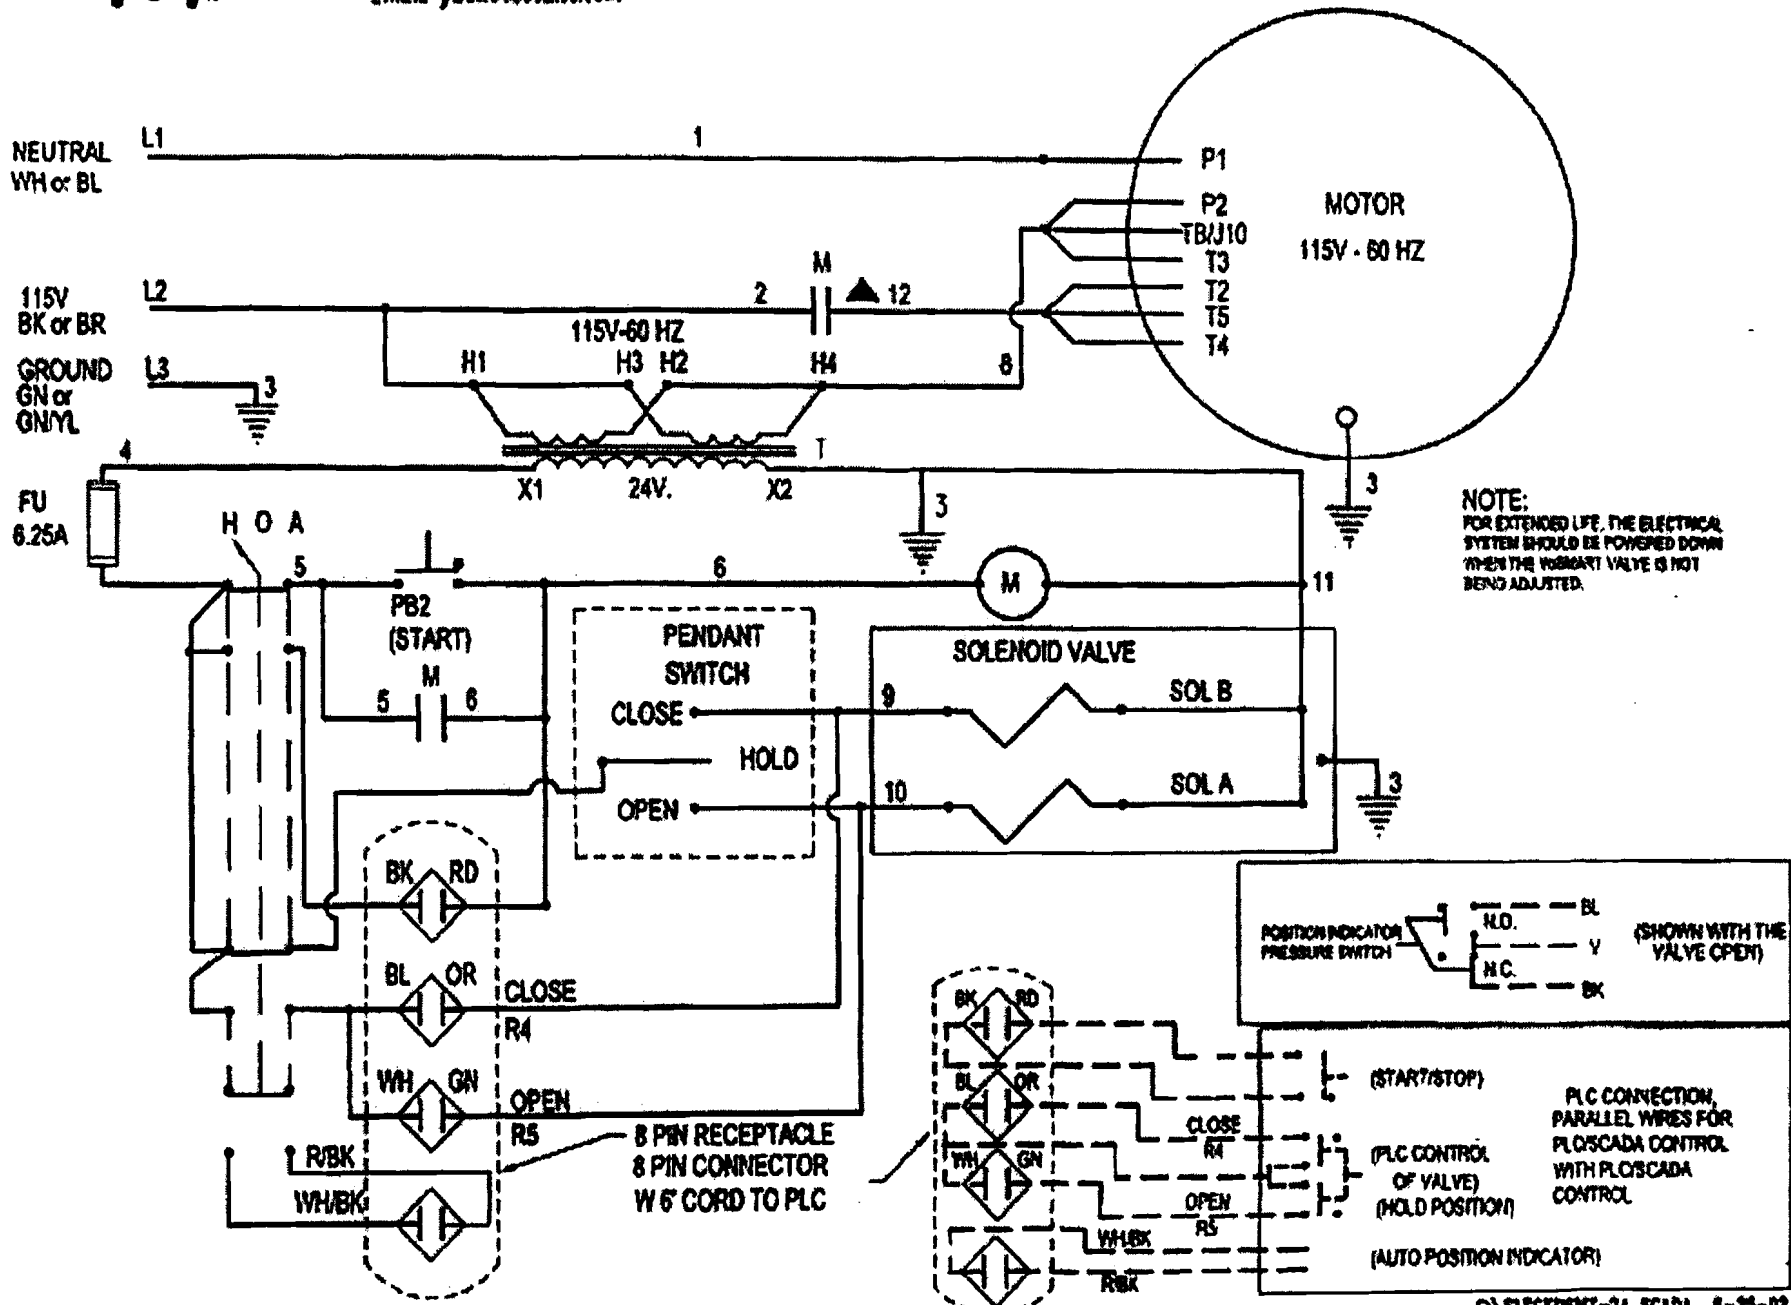 L1
1
NEUTRAL
WH or BL
P1
P2
MOTOR
TB/J10
115V - 60 HZ
T3
M
T2
L2
115V
BK or BR
2
12
T5
115V-60 HZ
T4
GROUND
GN or
GN/YL
L3
3
H1
H3
H2
H4
8
4
T
X1
24V.
X2
3
3
FU
6.25A
H O A
NOTE:
FOR EXTENDED LIFE, THE ELECTRICAL
SYSTEM SHOULD BE POWERED DOWN
WHEN THE VALVE IS NOT
BEING ADJUSTED.
5
6
M
11
PB2
(START)
M
5
6
PENDANT
SWITCH
SOLENOID VALVE
CLOSE
9
SOL B
HOLD
OPEN
10
SOL A
3
BK
RD
BL
OR
CLOSE
R4
WH
GN
OPEN
R5
8 PIN RECEPTACLE
8 PIN CONNECTOR
W 6' CORD TO PLC
R/BK
WH/BK
POSITION INDICATOR
PRESSURE SWITCH
N.O.
N.C.
BL
Y
BK
(SHOWN WITH THE
VALVE OPEN)
BK
RD
BL
OR
CLOSE
R4
WH
GN
OPEN
R5
WH/BK
R/BK
(START/STOP)
(PLC CONTROL
OF VALVE)
(HOLD POSITION)
(AUTO POSITION INDICATOR)
PLC CONNECTION,
PARALLEL WIRES FOR
PLC/SCADA CONTROL
WITH PLC/SCADA
CONTROL